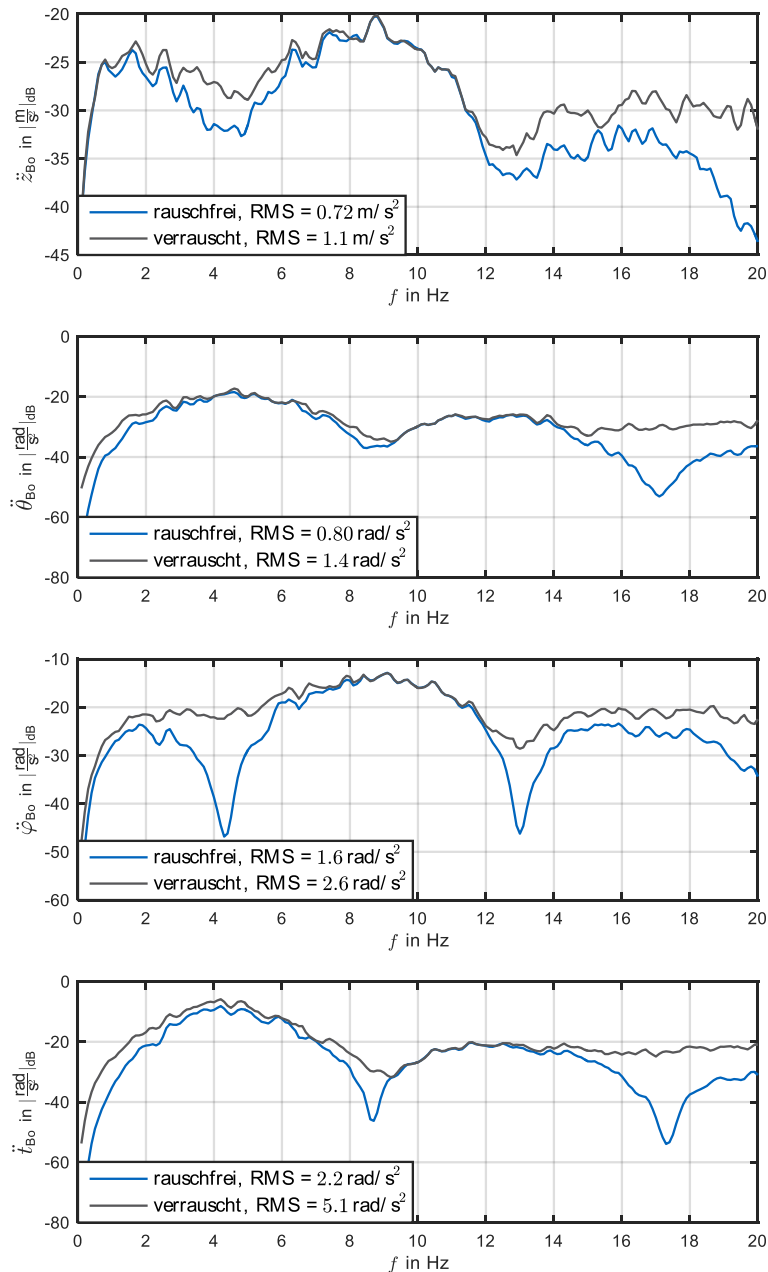 -20
-25
-30
-35
-40
-45
z̈_Bo in |m/s|_dB
rauschfrei, RMS = 0.72 m/ s²
verrauscht, RMS = 1.1 m/ s²
0 2 4 6 8 10 12 14 16 18 20
f in Hz
0
-20
-40
-60
-80
θ̈_Bo in |rad/s|_dB
rauschfrei, RMS = 0.80 rad/ s²
verrauscht, RMS = 1.4 rad/ s²
0 2 4 6 8 10 12 14 16 18 20
f in Hz
-10
-20
-30
-40
-50
-60
φ̈_Bo in |rad/s|_dB
rauschfrei, RMS = 1.6 rad/ s²
verrauscht, RMS = 2.6 rad/ s²
0 2 4 6 8 10 12 14 16 18 20
f in Hz
0
-20
-40
-60
-80
ẗ_Bo in |rad/s|_dB
rauschfrei, RMS = 2.2 rad/ s²
verrauscht, RMS = 5.1 rad/ s²
0 2 4 6 8 10 12 14 16 18 20
f in Hz